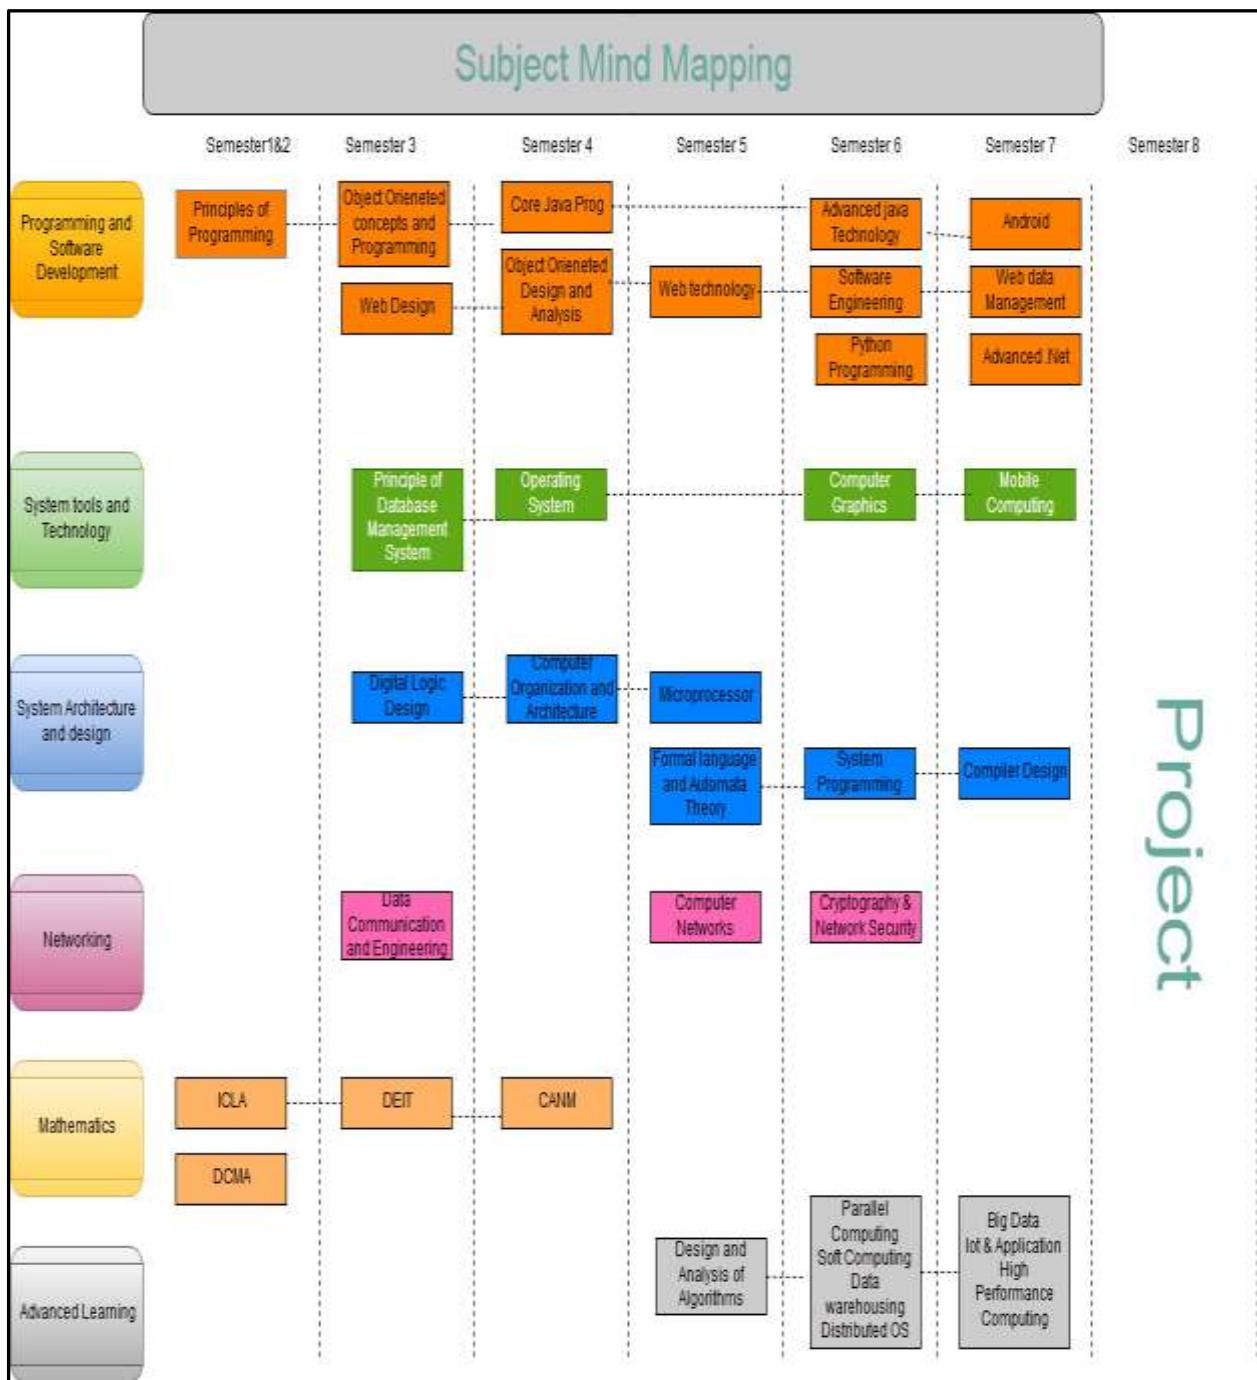 Subject Mind Mapping
Semester1&2
Semester 3
Semester 4
Semester 5
Semester 6
Semester 7
Semester 8
Programming and
Software
Development
Principles of
Programming
Object Orieneted
concepts and
Programming
Core Java Prog
Advanced java
Technology
Android
Web Design
Object Orieneted
Design and
Analysis
Web technology
Software
Engineering
Web data
Management
Python
Programming
Advanced .Net
System tools and
Technology
Principle of
Database
Management
System
Operating
System
Computer
Graphics
Mobile
Computing
System Architecture
and design
Digital Logic
Design
Computer
Organization and
Architecture
Microprocessor
Formal language
and Automata
Theory
System
Programming
Compiler Design
Project
Networking
Data
Communication
and Engineering
Computer
Networks
Cryptography &
Network Security
Mathematics
ICLA
DEIT
CANM
DCMA
Advanced Learning
Design and
Analysis of
Algorithms
Parallel
Computing
Soft Computing
Data
warehousing
Distributed OS
Big Data
Iot & Application
High
Performance
Computing